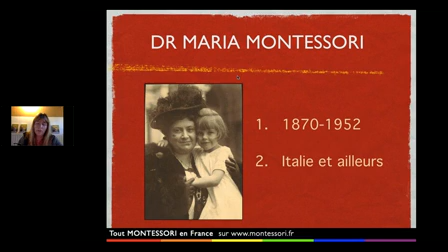 DR MARIA MONTESSORI
1. 1870-1952
2. Italie et ailleurs
Tout MONTESSORI en France sur www.montessori.fr